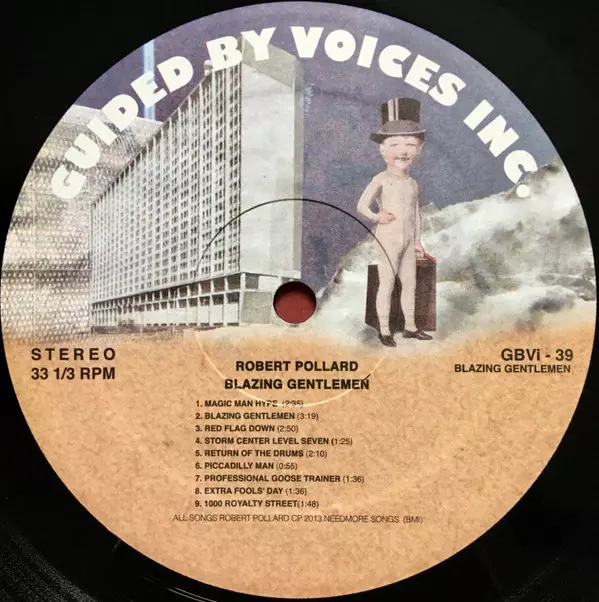 GUIDED BY VOICES INC.
STEREO
33 1/3 RPM
GBVi - 39
BLAZING GENTLEMEN
ROBERT POLLARD
BLAZING GENTLEMEN
1. MAGIC MAN HYPE (2:35)
2. BLAZING GENTLEMEN (3:19)
3. RED FLAG DOWN (2:50)
4. STORM CENTER LEVEL SEVEN (1:25)
5. RETURN OF THE DRUMS (2:10)
6. PICCADILLY MAN (0:55)
7. PROFESSIONAL GOOSE TRAINER (1:36)
8. EXTRA FOOLS' DAY (1:36)
9. 1000 ROYALTY STREET(1:48)
ALL SONGS ROBERT POLLARD CP 2013 NEEDMORE SONGS (BMI)